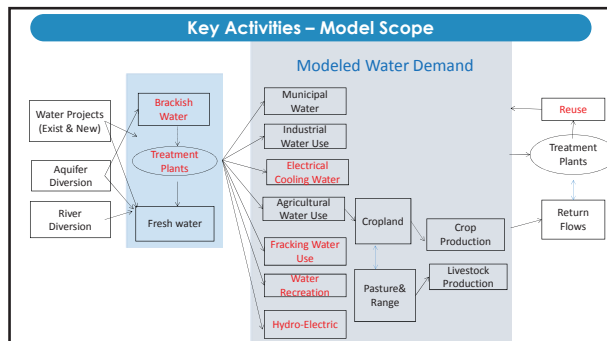 Key Activities – Model Scope
Modeled Water Demand
Water Projects
(Exist & New)
Aquifer
Diversion
River
Diversion
Brackish
Water
Treatment
Plants
Fresh water
Municipal
Water
Industrial
Water Use
Electrical
Cooling Water
Agricultural
Water Use
Fracking Water
Use
Water
Recreation
Hydro-Electric
Cropland
Pasture&
Range
Crop
Production
Livestock
Production
Reuse
Treatment
Plants
Return
Flows